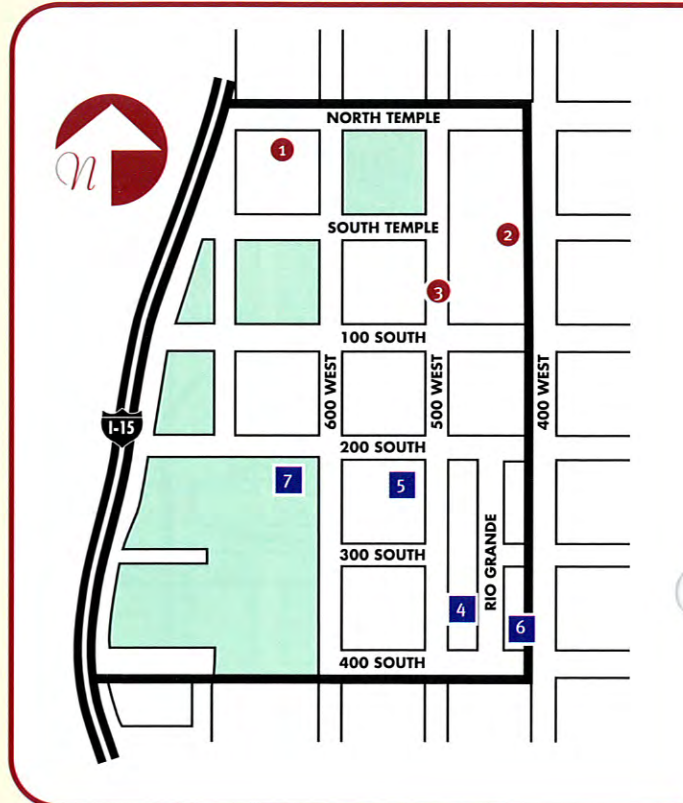 NORTH TEMPLE
n
1
2
SOUTH TEMPLE
3
100 SOUTH
600 WEST
500 WEST
400 WEST
I-15
200 SOUTH
7
5
300 SOUTH
RIO GRANDE
4
6
400 SOUTH